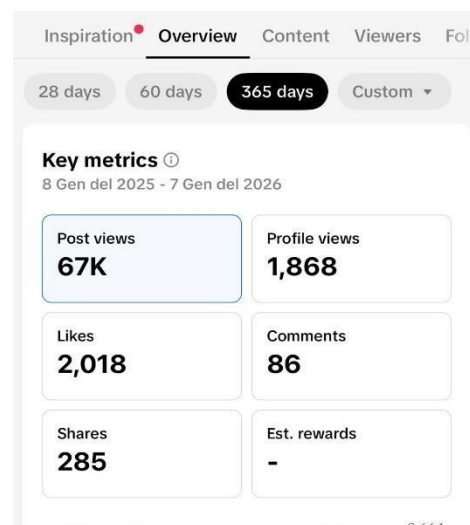 Inspiration Overview Content Viewers Fol
28 days 60 days 365 days Custom
Key metrics
8 Gen del 2025 - 7 Gen del 2026
Post views Profile views
67K 1,868
Likes Comments
2,018 86
Shares Est. rewards
285 -